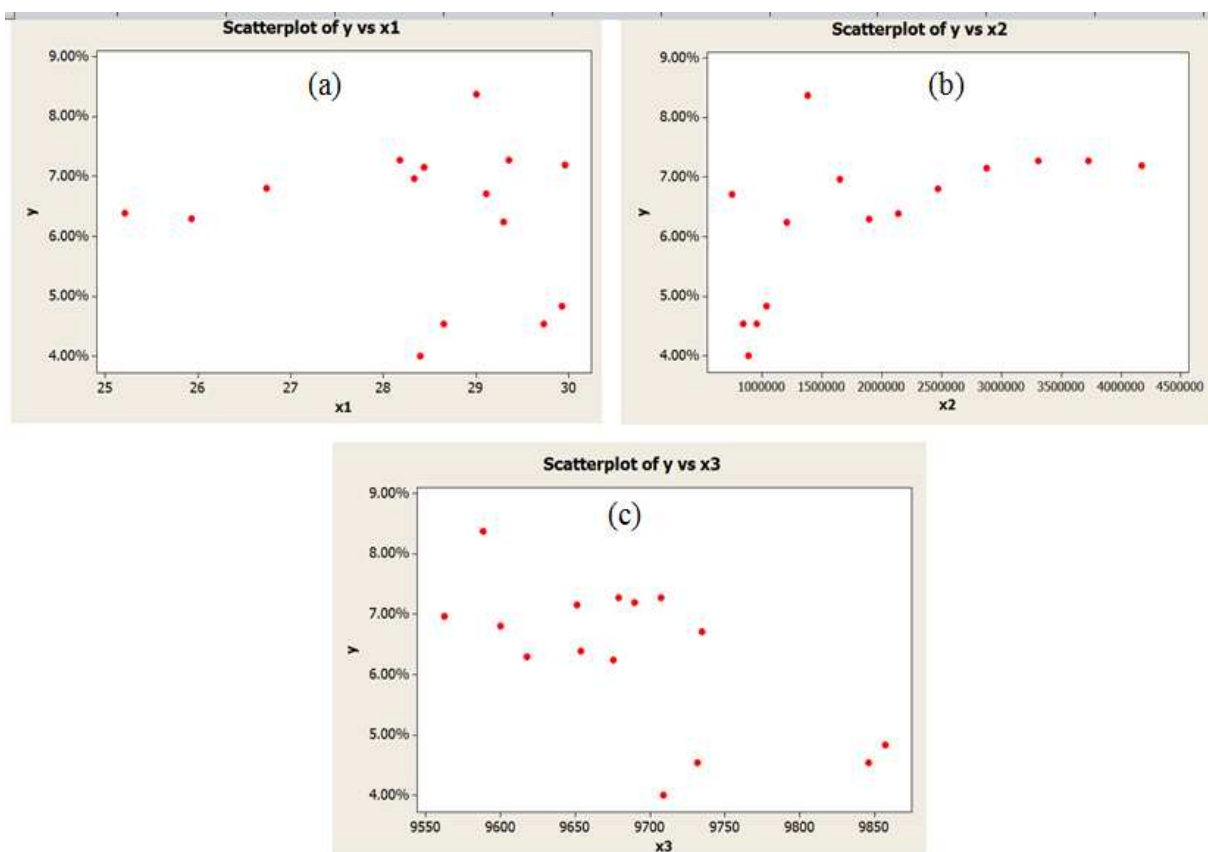 Scatterplot of y vs x1
(a)
9.00%
8.00%
7.00%
6.00%
5.00%
4.00%
y
25 26 27 28 29 30
x1
Scatterplot of y vs x2
(b)
9.00%
8.00%
7.00%
6.00%
5.00%
4.00%
y
1000000 1500000 2000000 2500000 3000000 3500000 4000000 4500000
x2
Scatterplot of y vs x3
(c)
9.00%
8.00%
7.00%
6.00%
5.00%
4.00%
y
9550 9600 9650 9700 9750 9800 9850
x3